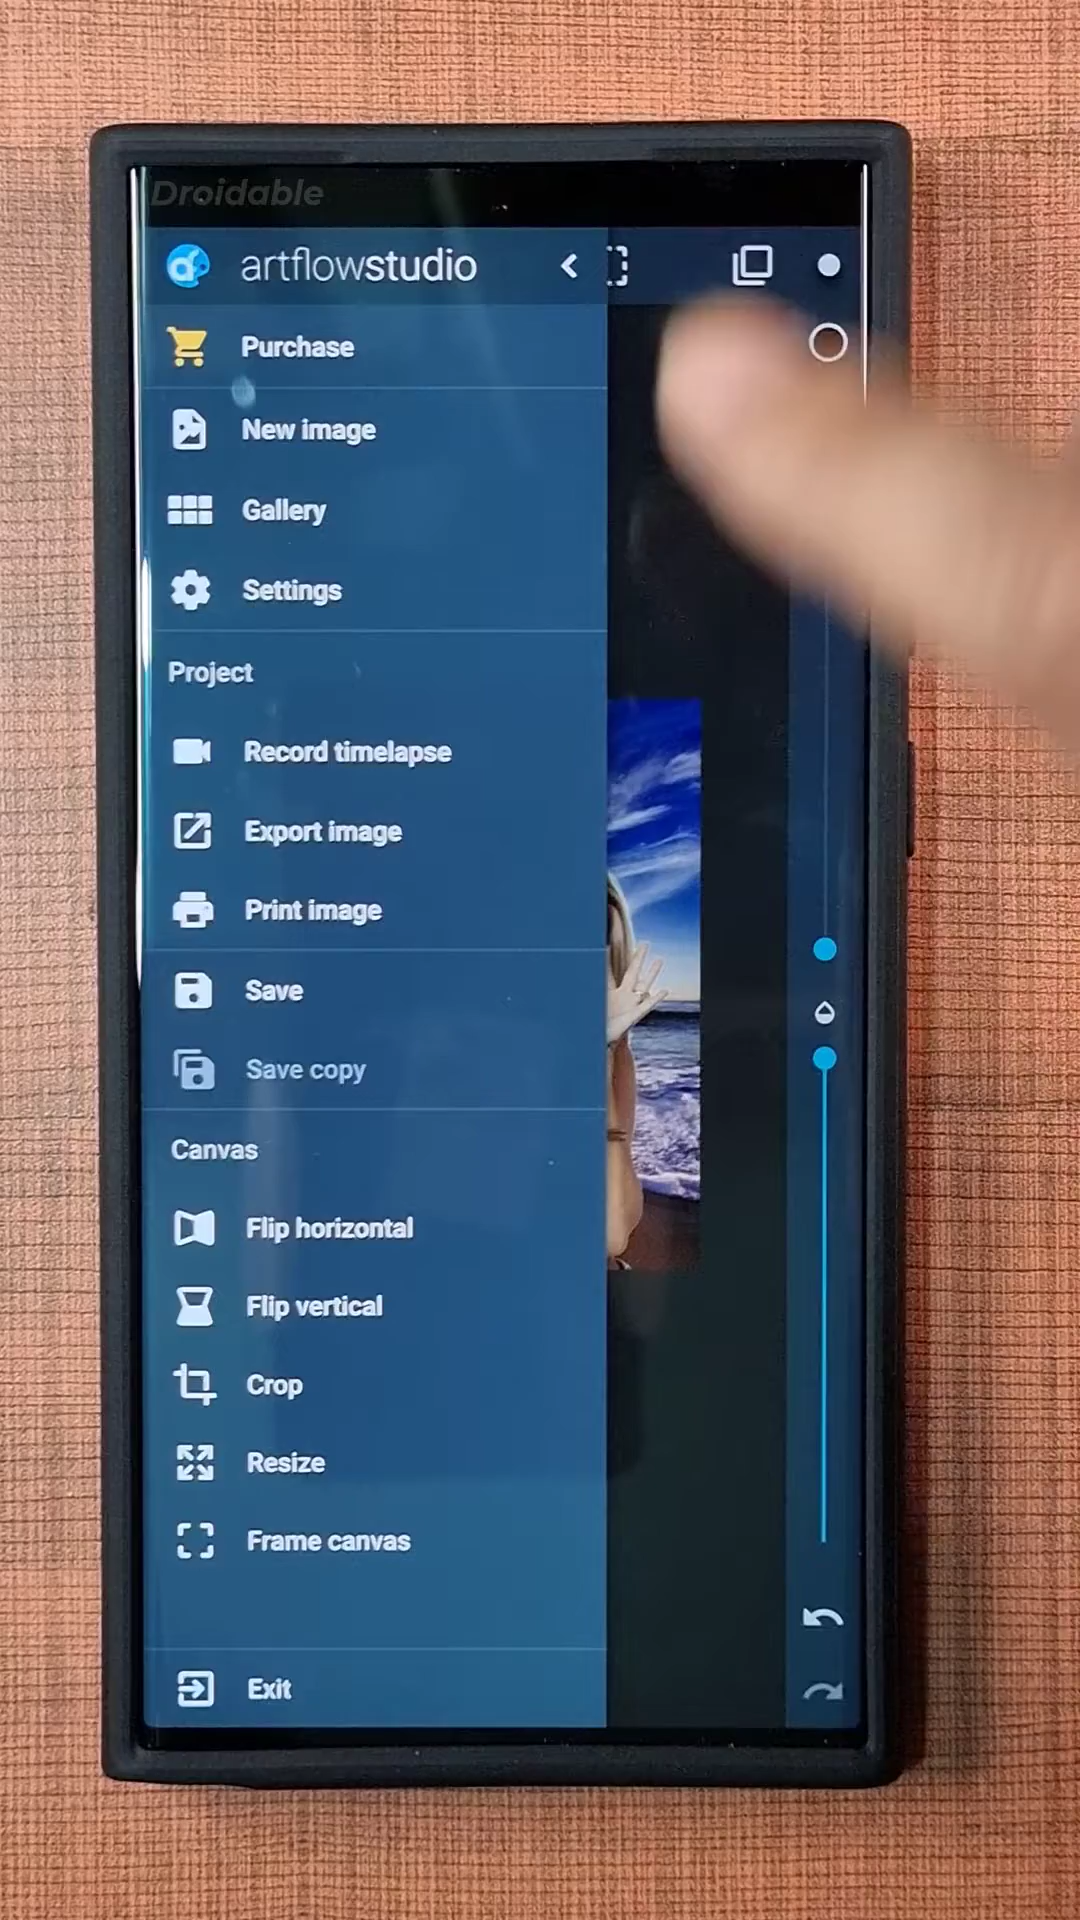 Droidable
artflowstudio
Purchase
New image
Gallery
Settings
Project
Record timelapse
Export image
Print image
Save
Save copy
Canvas
Flip horizontal
Flip vertical
Crop
Resize
Frame canvas
Exit